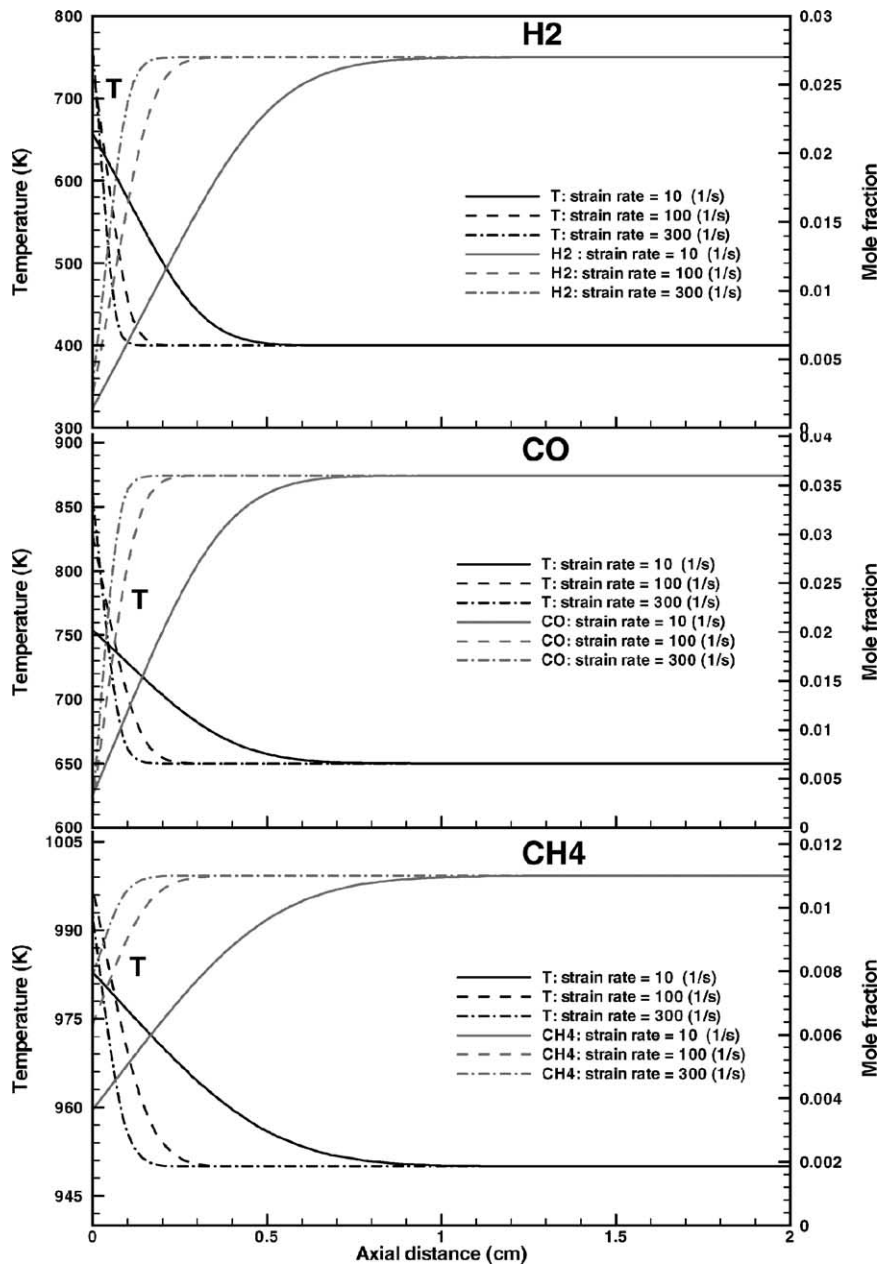 H2
T
Temperature (K)
800
700
600
500
400
300
Mole fraction
0.03
0.025
0.02
0.015
0.01
0.005
0
T: strain rate = 10 (1/s)
T: strain rate = 100 (1/s)
T: strain rate = 300 (1/s)
H2 : strain rate = 10 (1/s)
H2: strain rate = 100 (1/s)
H2: strain rate = 300 (1/s)
CO
T
Temperature (K)
900
850
800
750
700
650
600
Mole fraction
0.04
0.035
0.03
0.025
0.02
0.015
0.01
0.005
0
T: strain rate = 10 (1/s)
T: strain rate = 100 (1/s)
T: strain rate = 300 (1/s)
CO: strain rate = 10 (1/s)
CO: strain rate = 100 (1/s)
CO: strain rate = 300 (1/s)
CH4
T
Temperature (K)
1005
990
975
960
945
Mole fraction
0.012
0.01
0.008
0.006
0.004
0.002
0
T: strain rate = 10 (1/s)
T: strain rate = 100 (1/s)
T: strain rate = 300 (1/s)
CH4: strain rate = 10 (1/s)
CH4: strain rate = 100 (1/s)
CH4: strain rate = 300 (1/s)
0 0.5 1 1.5 2
Axial distance (cm)